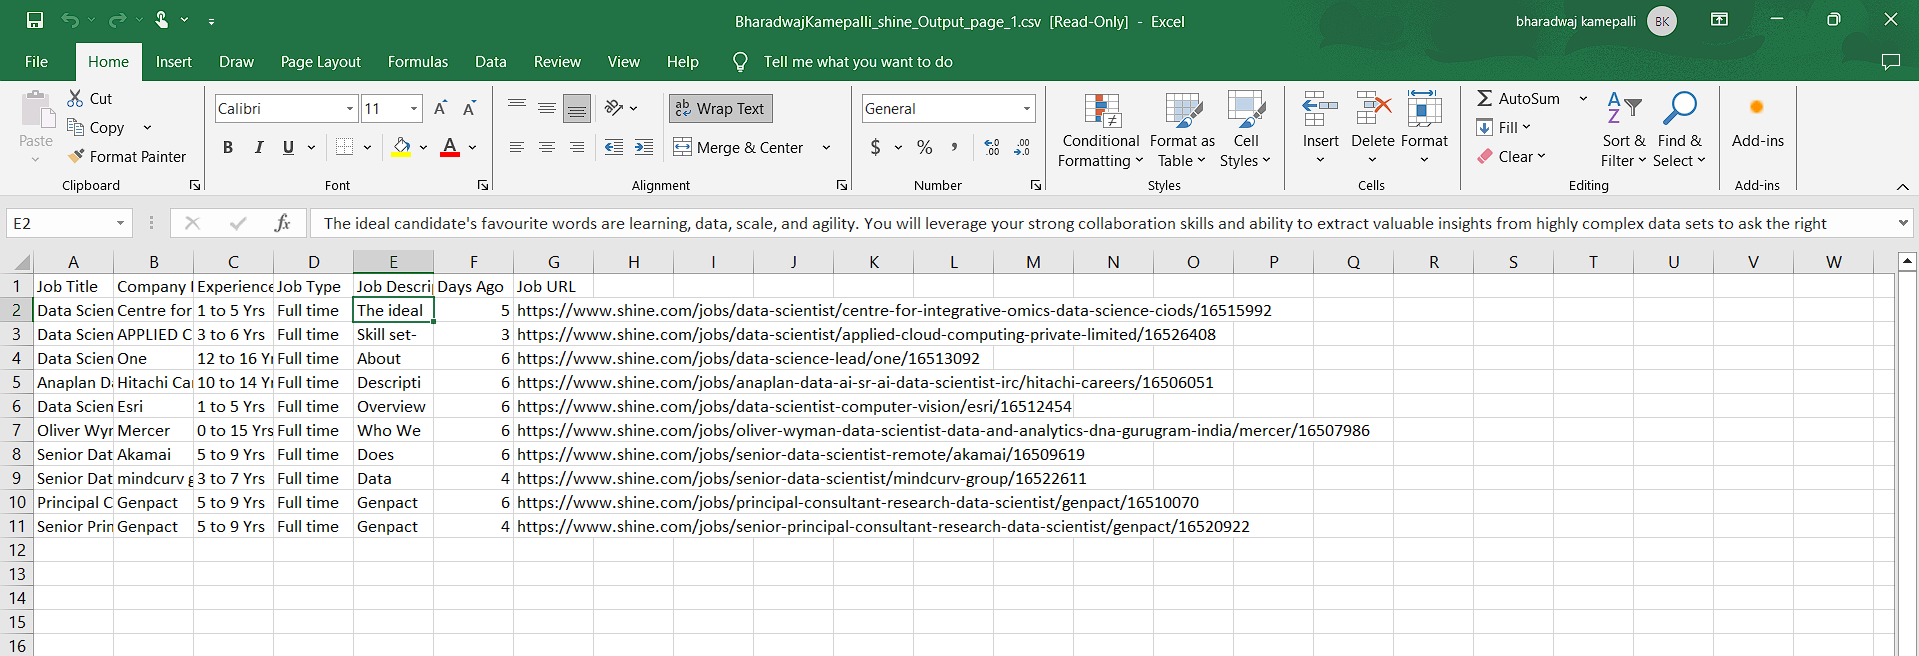 BharadwajKamepalli_shine_Output_page_1.csv [Read-Only] - Excel
bharadwaj kamepalli BK
File Home Insert Draw Page Layout Formulas Data Review View Help Tell me what you want to do
Paste
Cut
Copy
Format Painter
Clipboard
Calibri 11
B I U A
Font
ab Wrap Text
Merge & Center
Alignment
General
$ % ,
Number
Conditional Formatting
Format as Table
Cell Styles
Styles
Insert Delete Format
Cells
AutoSum
Fill
Clear
Sort & Filter
Find & Select
Editing
Add-ins
Add-ins
E2 fx The ideal candidate's favourite words are learning, data, scale, and agility. You will leverage your strong collaboration skills and ability to extract valuable insights from highly complex data sets to ask the right
A B C D E F G H I J K L M N O P Q R S T U V W
1 Job Title Company Experience Job Type Job Descri Days Ago Job URL
2 Data Scien Centre for 1 to 5 Yrs Full time The ideal 5 https://www.shine.com/jobs/data-scientist/centre-for-integrative-omics-data-science-ciods/16515992
3 Data Scien APPLIED C 3 to 6 Yrs Full time Skill set- 3 https://www.shine.com/jobs/data-scientist/applied-cloud-computing-private-limited/16526408
4 Data Scien One 12 to 16 Yr Full time About 6 https://www.shine.com/jobs/data-science-lead/one/16513092
5 Anaplan Da Hitachi Car 10 to 14 Yr Full time Descripti 6 https://www.shine.com/jobs/anaplan-data-ai-sr-ai-data-scientist-irc/hitachi-careers/16506051
6 Data Scien Esri 1 to 5 Yrs Full time Overview 6 https://www.shine.com/jobs/data-scientist-computer-vision/esri/16512454
7 Oliver Wyr Mercer 0 to 15 Yrs Full time Who We 6 https://www.shine.com/jobs/oliver-wyman-data-scientist-data-and-analytics-dna-gurugram-india/mercer/16507986
8 Senior Dat Akamai 5 to 9 Yrs Full time Does 6 https://www.shine.com/jobs/senior-data-scientist-remote/akamai/16509619
9 Senior Dat mindcurv g 3 to 7 Yrs Full time Data 4 https://www.shine.com/jobs/senior-data-scientist/mindcurv-group/16522611
10 Principal C Genpact 5 to 9 Yrs Full time Genpact 6 https://www.shine.com/jobs/principal-consultant-research-data-scientist/genpact/16510070
11 Senior Prin Genpact 5 to 9 Yrs Full time Genpact 4 https://www.shine.com/jobs/senior-principal-consultant-research-data-scientist/genpact/16520922
12
13
14
15
16